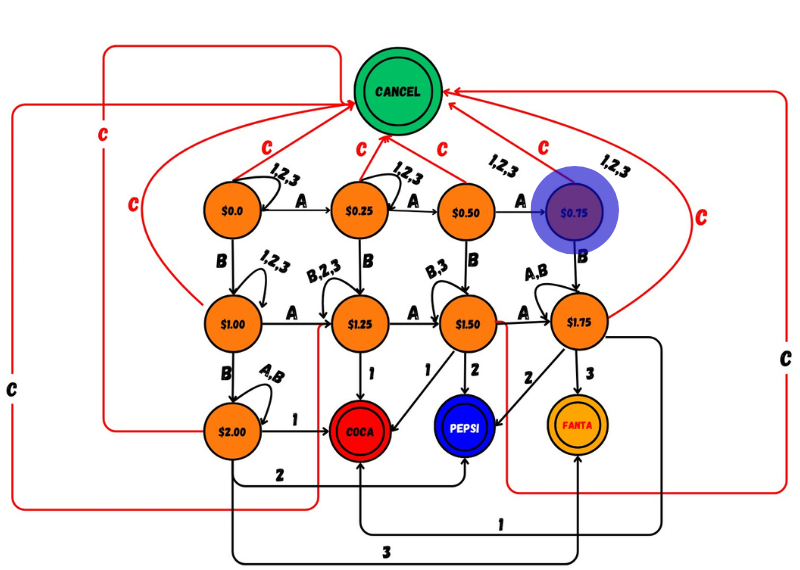 CANCEL
C
C
C
C
C
1,2,3
1,2,3
1,2,3
1,2,3
$0.0
A
$0.25
A
$0.50
A
$0.75
C
C
B
1,2,3
B,2,3
B
B,3
B
A,B
B
$1.00
A
$1.25
A
$1.50
A
$1.75
C
C
B
A,B
1
1
2
2
3
$2.00
1
COCA
PEPSI
FANTA
2
1
3